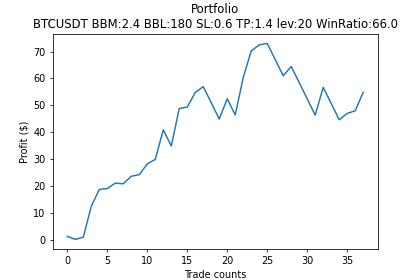 Portfolio
BTCUSDT BBM:2.4 BBL:180 SL:0.6 TP:1.4 lev:20 WinRatio:66.0
Profit ($)
70
60
50
40
30
20
10
0
0 5 10 15 20 25 30 35
Trade counts